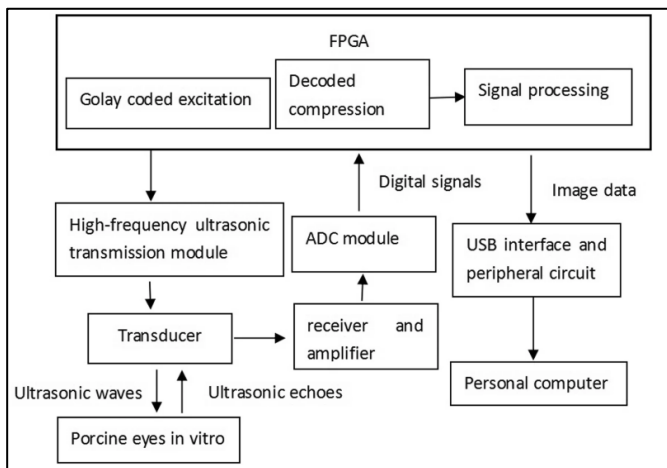 FPGA
Golay coded excitation
Decoded
compression
Signal processing
Digital signals
Image data
High-frequency ultrasonic
transmission module
ADC module
USB interface and
peripheral circuit
Transducer
receiver and
amplifier
Personal computer
Ultrasonic waves
Ultrasonic echoes
Porcine eyes in vitro